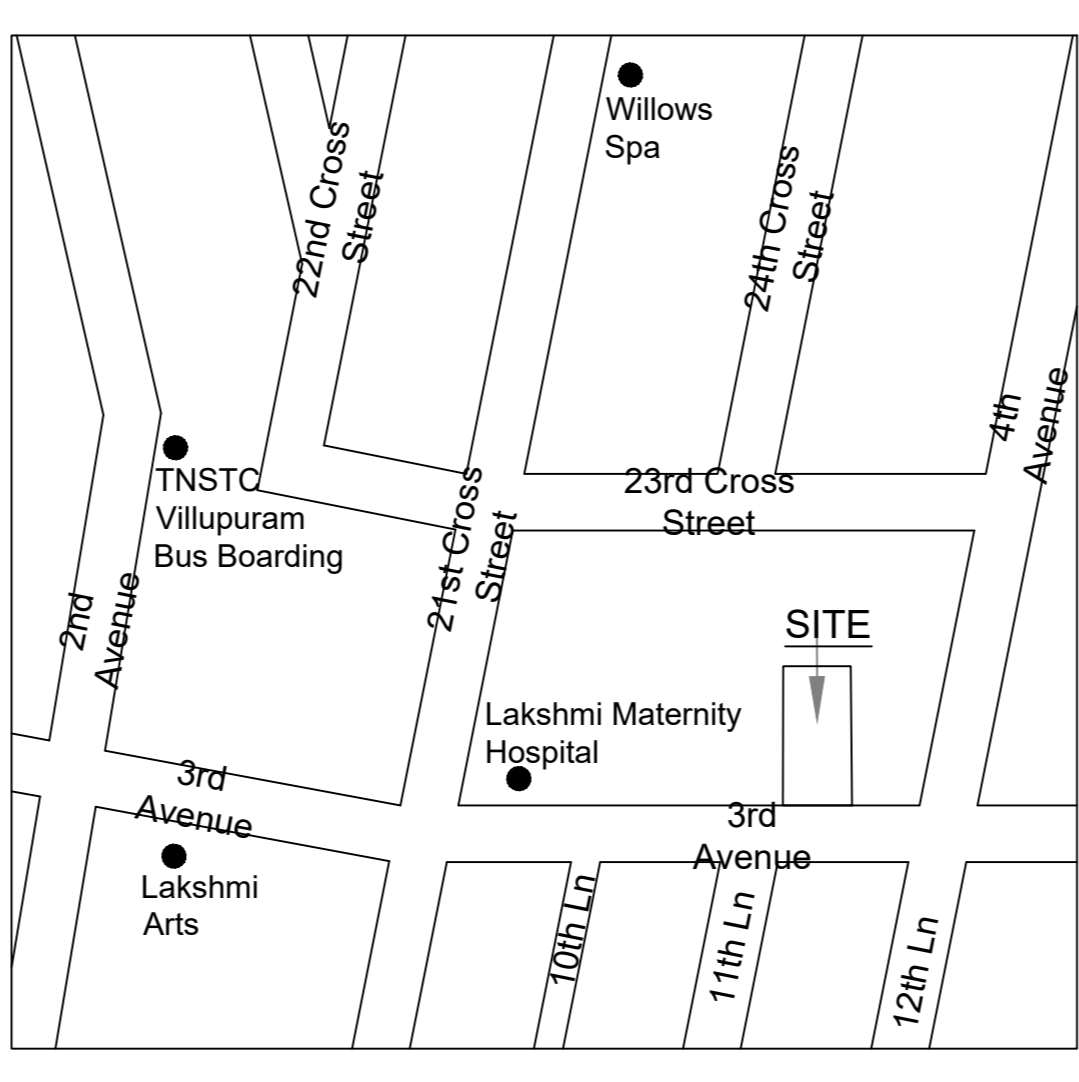 Willows
Spa
22nd Cross
Street
24th Cross
Street
4th
Avenue
TNSTC
Villupuram
Bus Boarding
23rd Cross
Street
21st Cross
Street
2nd
Avenue
SITE
Lakshmi Maternity
Hospital
3rd
Avenue
3rd
Avenue
Lakshmi
Arts
10th Ln
11th Ln
12th Ln